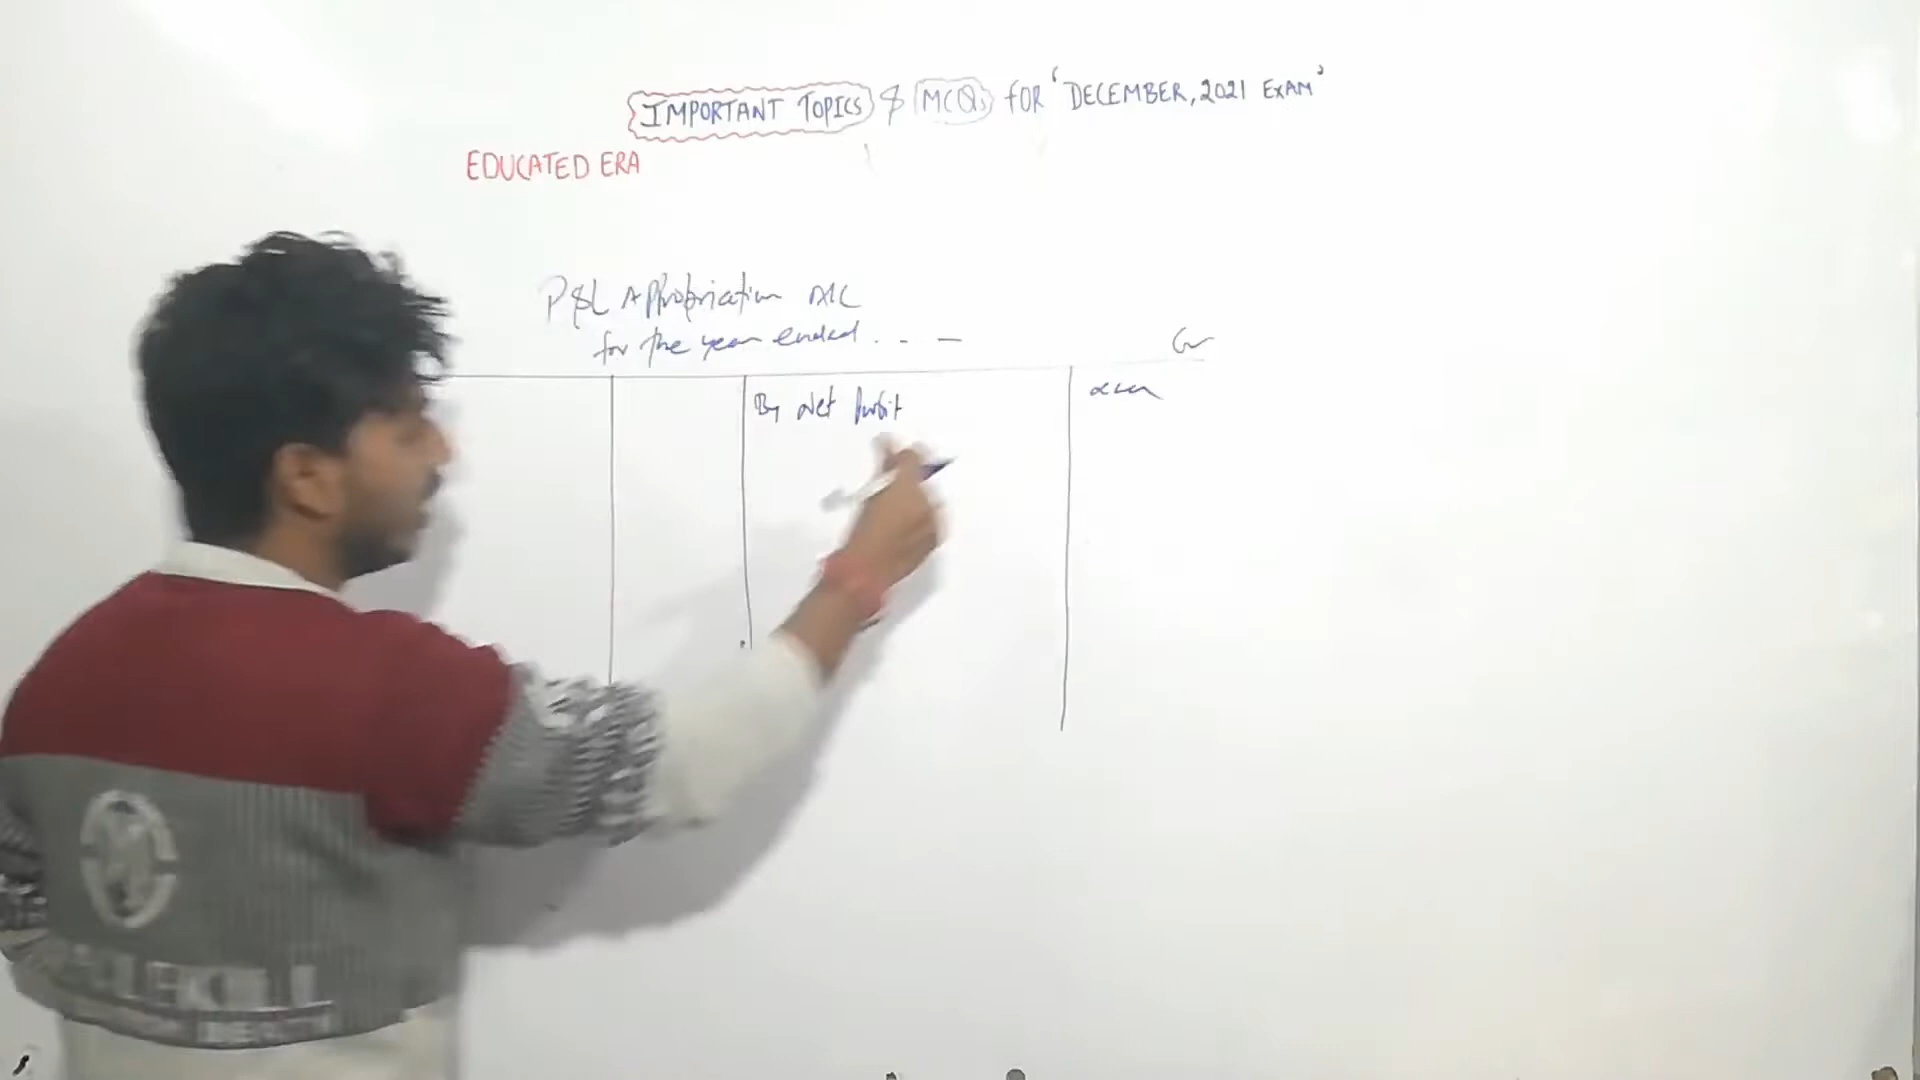 IMPORTANT TOPICS & MCQs FOR 'DECEMBER, 2021 EXAM'
EDUCATED ERA
P&L Appropriation A/C
for the year ended . - -
Cr
By Net Profit